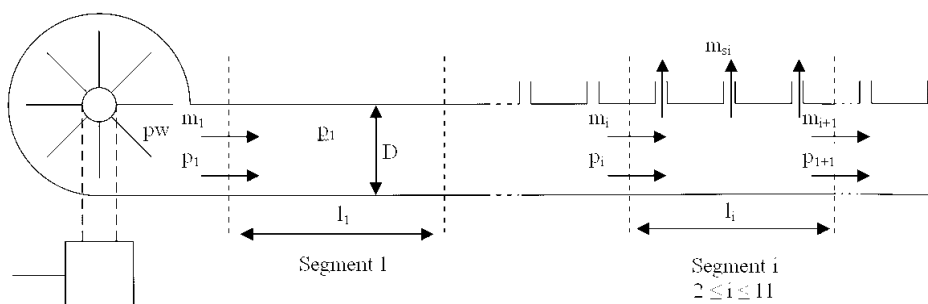 m_si
m_1
p_1
m_i
m_i+1
pw
D
p_1
p_i
p_1+1
l_1
l_i
Segment 1
Segment i
2 ≤ i ≤ 11